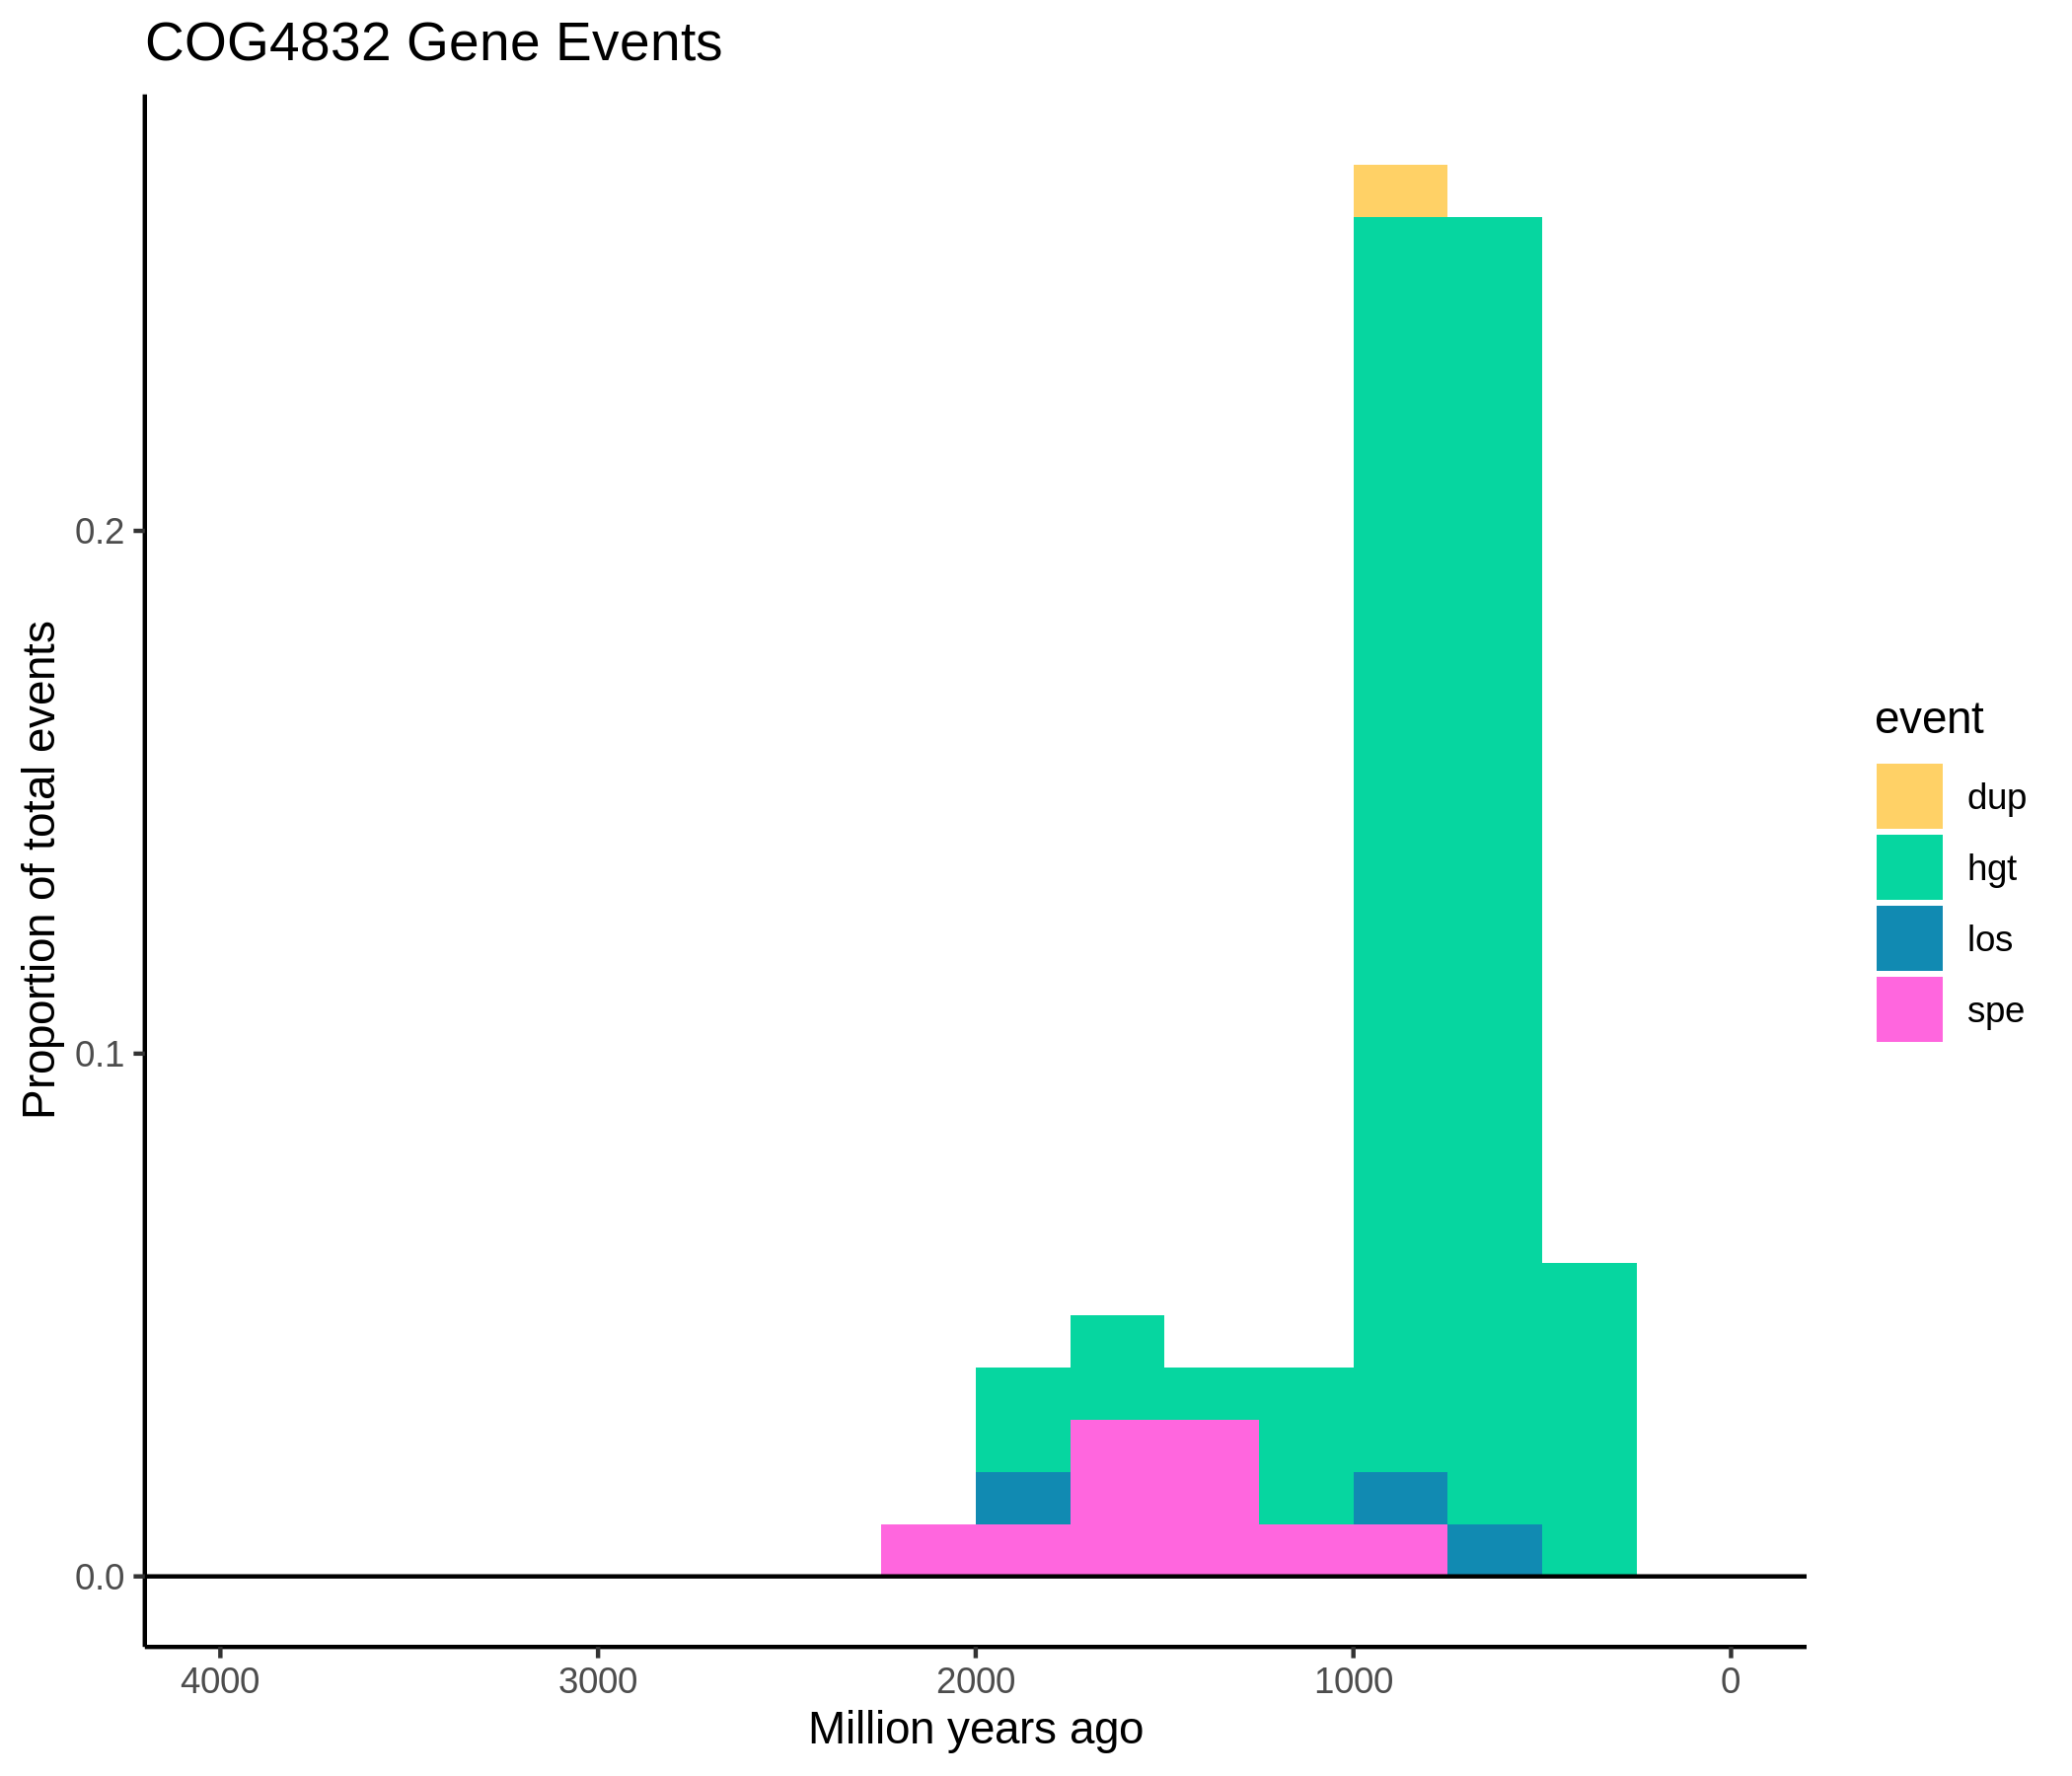 COG4832 Gene Events
Proportion of total events
0.2
0.1
0.0
4000 3000 2000 1000 0
Million years ago
event
dup
hgt
los
spe